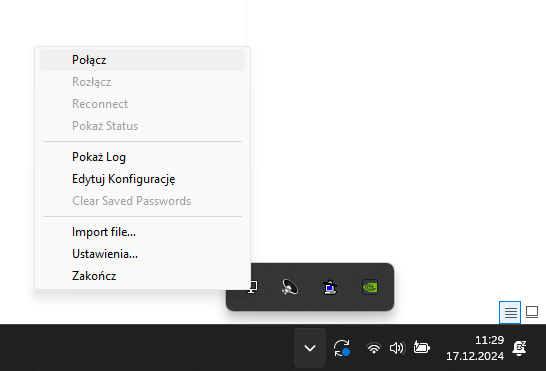 Połącz
Rozłącz
Reconnect
Pokaż Status
Pokaż Log
Edytuj Konfigurację
Clear Saved Passwords
Import file...
Ustawienia...
Zakończ
11:29
17.12.2024